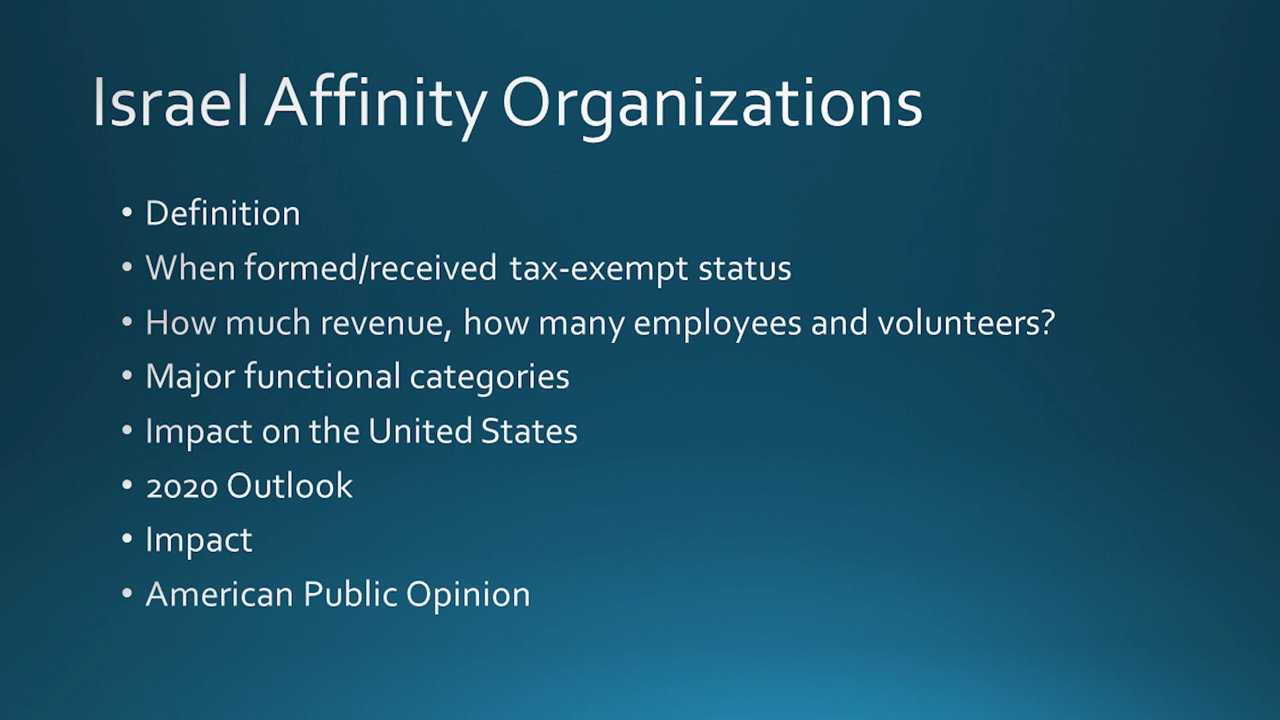 Israel Affinity Organizations
• Definition
• When formed/received tax-exempt status
• How much revenue, how many employees and volunteers?
• Major functional categories
• Impact on the United States
• 2020 Outlook
• Impact
• American Public Opinion